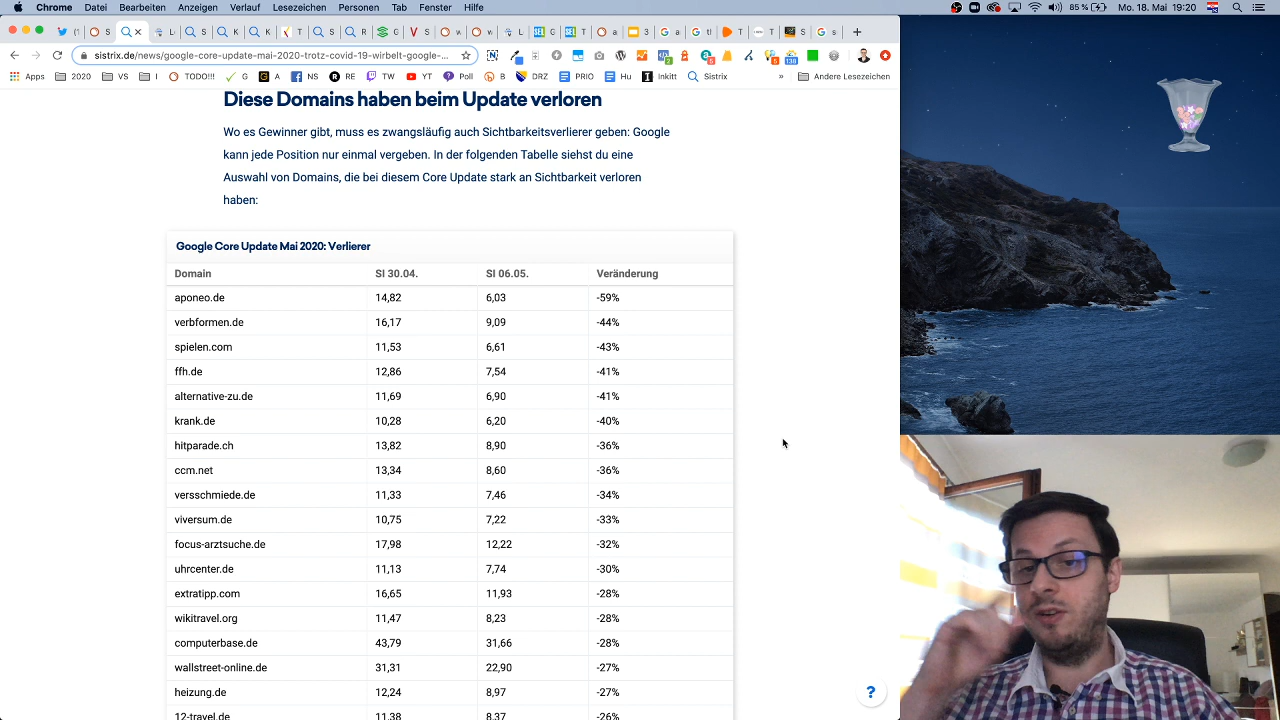 Chrome Datei Bearbeiten Anzeigen Verlauf Lesezeichen Personen Tab Fenster Hilfe 85 % Mo. 18. Mai 19:20
sistrix.de/news/google-core-update-mai-2020-trotz-covid-19-wirbelt-google-...
Apps 2020 VS I TODO!!! G A NS RE TW YT Poll B DRZ PRIO Hu Inkitt Sistrix » Andere Lesezeichen
Diese Domains haben beim Update verloren
Wo es Gewinner gibt, muss es zwangsläufig auch Sichtbarkeitsverlierer geben: Google
kann jede Position nur einmal vergeben. In der folgenden Tabelle siehst du eine
Auswahl von Domains, die bei diesem Core Update stark an Sichtbarkeit verloren
haben:
Google Core Update Mai 2020: Verlierer
Domain SI 30.04. SI 06.05. Veränderung
aponeo.de 14,82 6,03 -59%
verbformen.de 16,17 9,09 -44%
spielen.com 11,53 6,61 -43%
ffh.de 12,86 7,54 -41%
alternative-zu.de 11,69 6,90 -41%
krank.de 10,28 6,20 -40%
hitparade.ch 13,82 8,90 -36%
ccm.net 13,34 8,60 -36%
versschmiede.de 11,33 7,46 -34%
viversum.de 10,75 7,22 -33%
focus-arztsuche.de 17,98 12,22 -32%
uhrcenter.de 11,13 7,74 -30%
extratipp.com 16,65 11,93 -28%
wikitravel.org 11,47 8,23 -28%
computerbase.de 43,79 31,66 -28%
wallstreet-online.de 31,31 22,90 -27%
heizung.de 12,24 8,97 -27%
12-travel.de 11,38 8,37 -26%
?